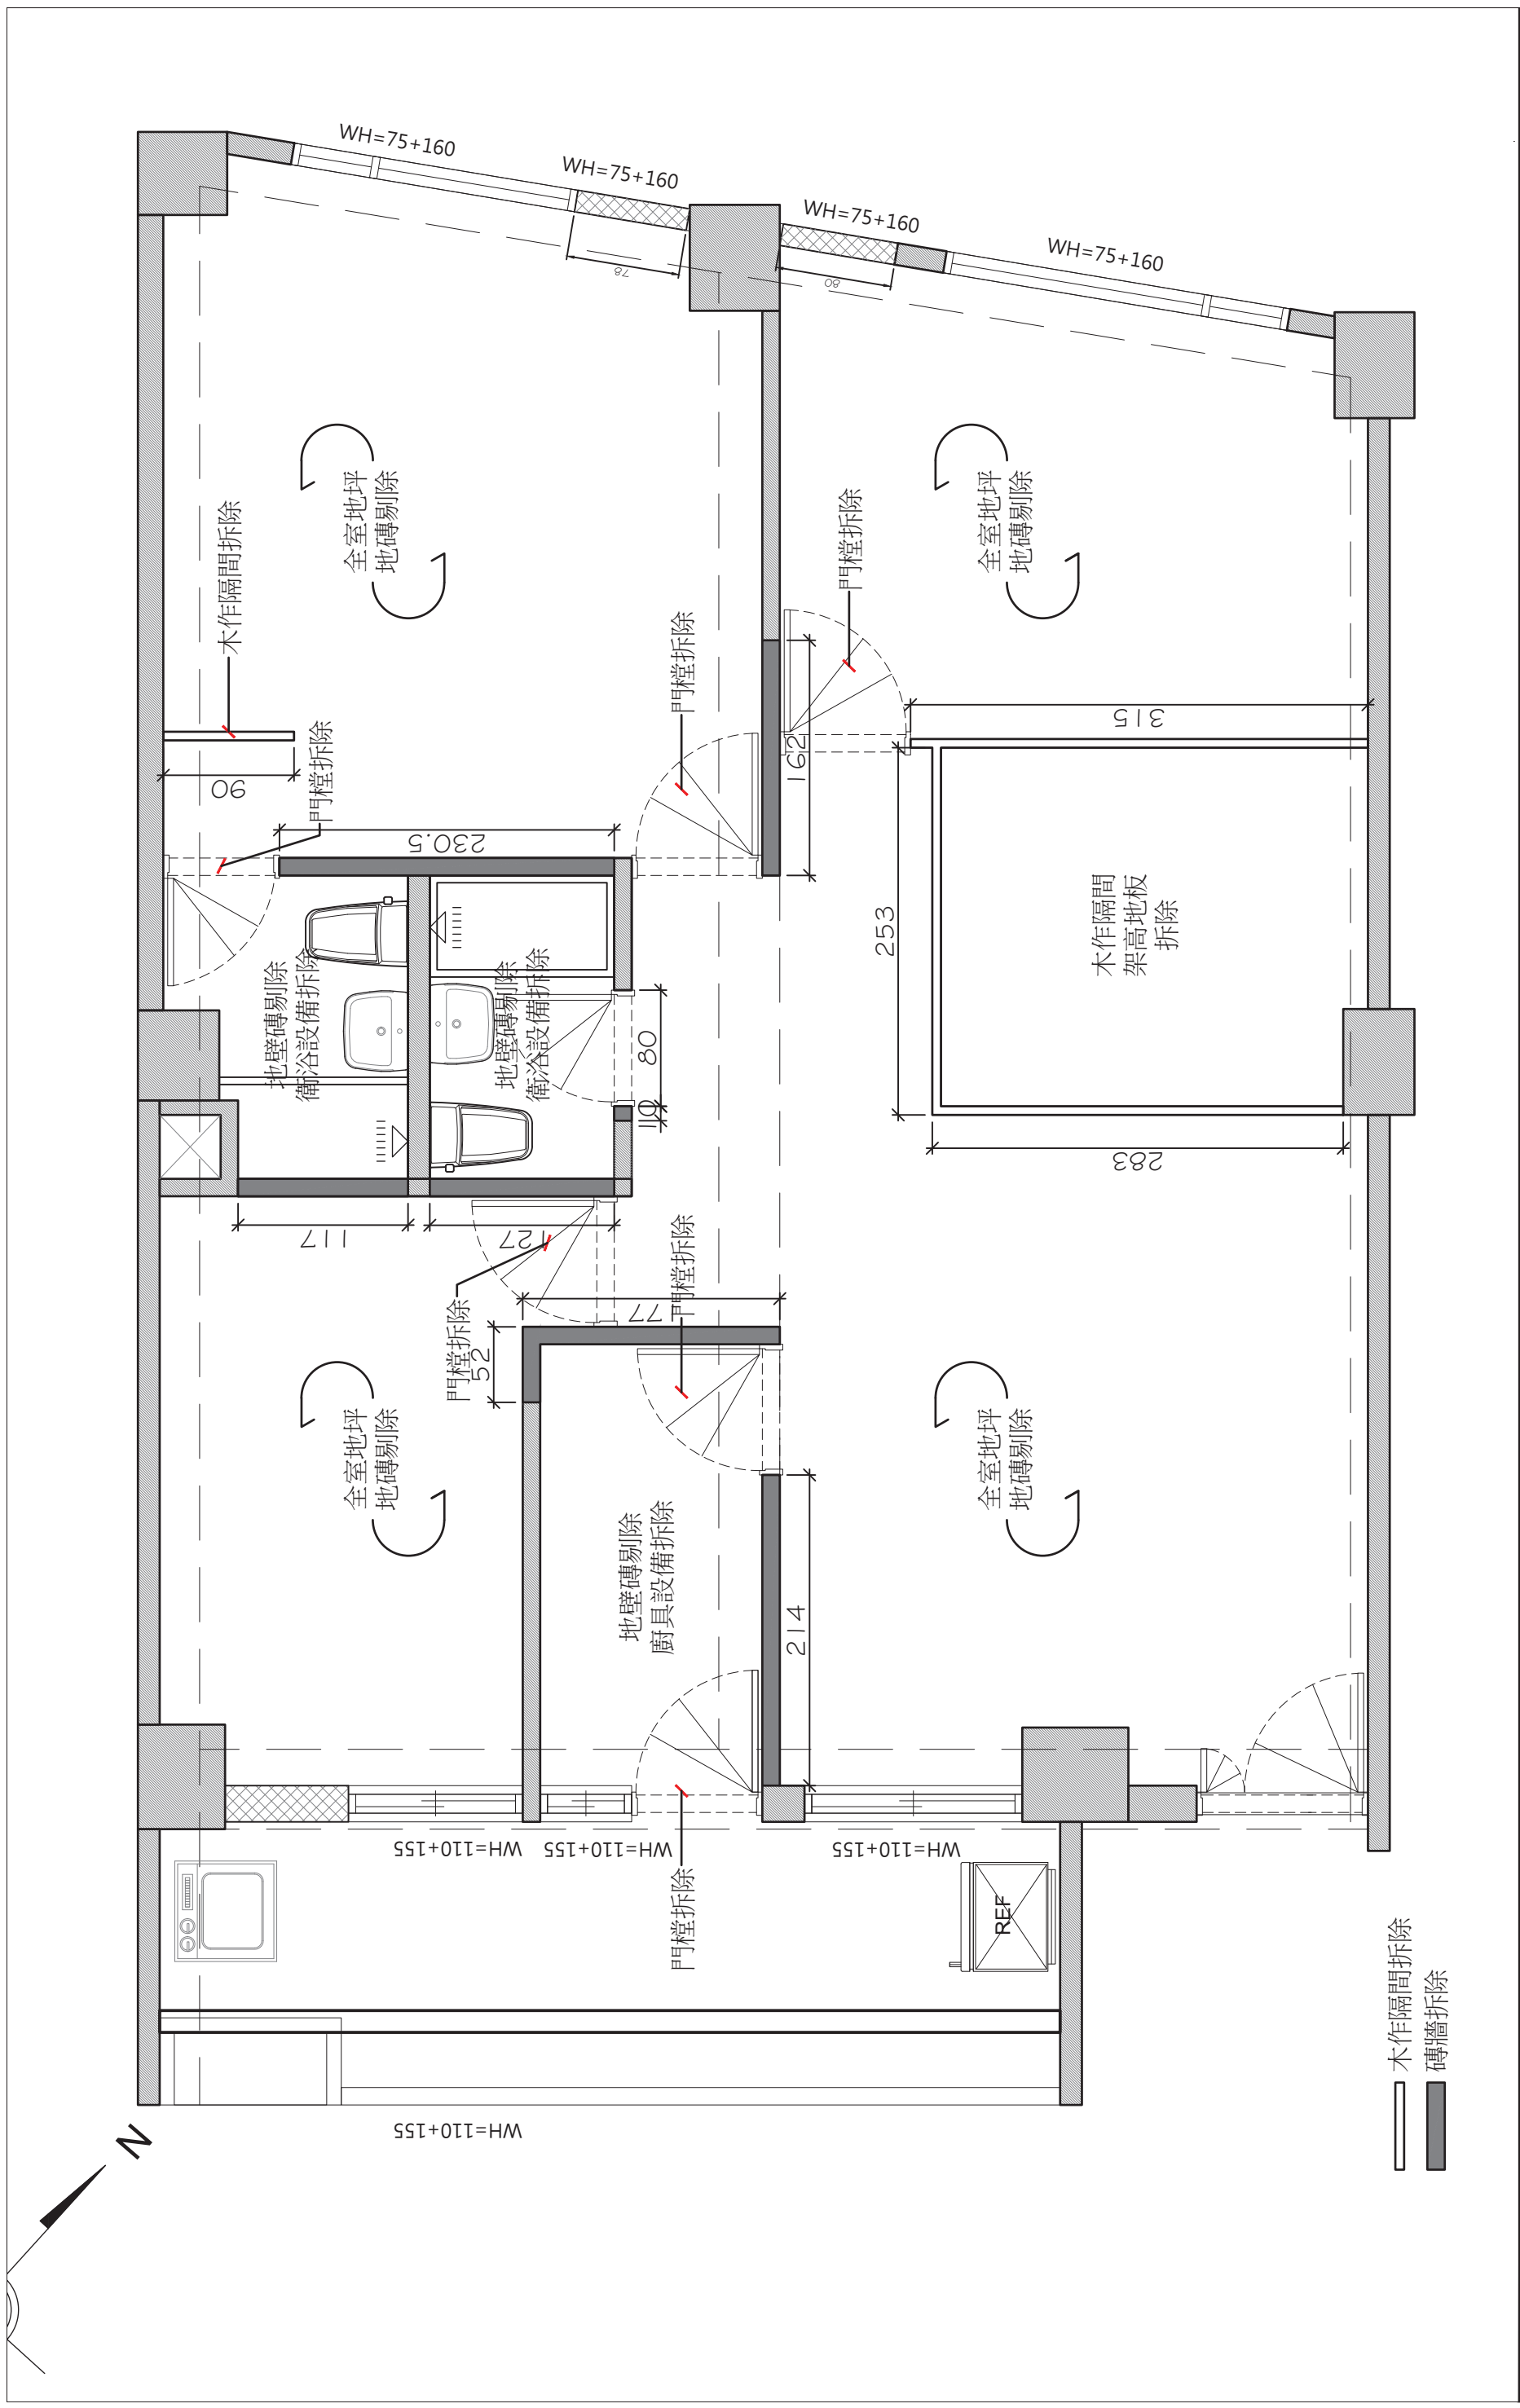 WH=75+160
WH=75+160
WH=75+160
WH=75+160
78
80
全室地坪
地磚剔除
全室地坪
地磚剔除
木作隔間拆除
門樘拆除
門樘拆除
門樘拆除
90
162
315
230.5
253
地壁磚剔除
衛浴設備拆除
地壁磚剔除
衛浴設備拆除
木作隔間
架高地板
拆除
80
10
283
117
127
門樘拆除
門樘拆除
177
52
全室地坪
地磚剔除
全室地坪
地磚剔除
地壁磚剔除
廚具設備拆除
214
WH=110+155
WH=110+155
WH=110+155
門樘拆除
REF
WH=110+155
木作隔間拆除
磚牆拆除
N